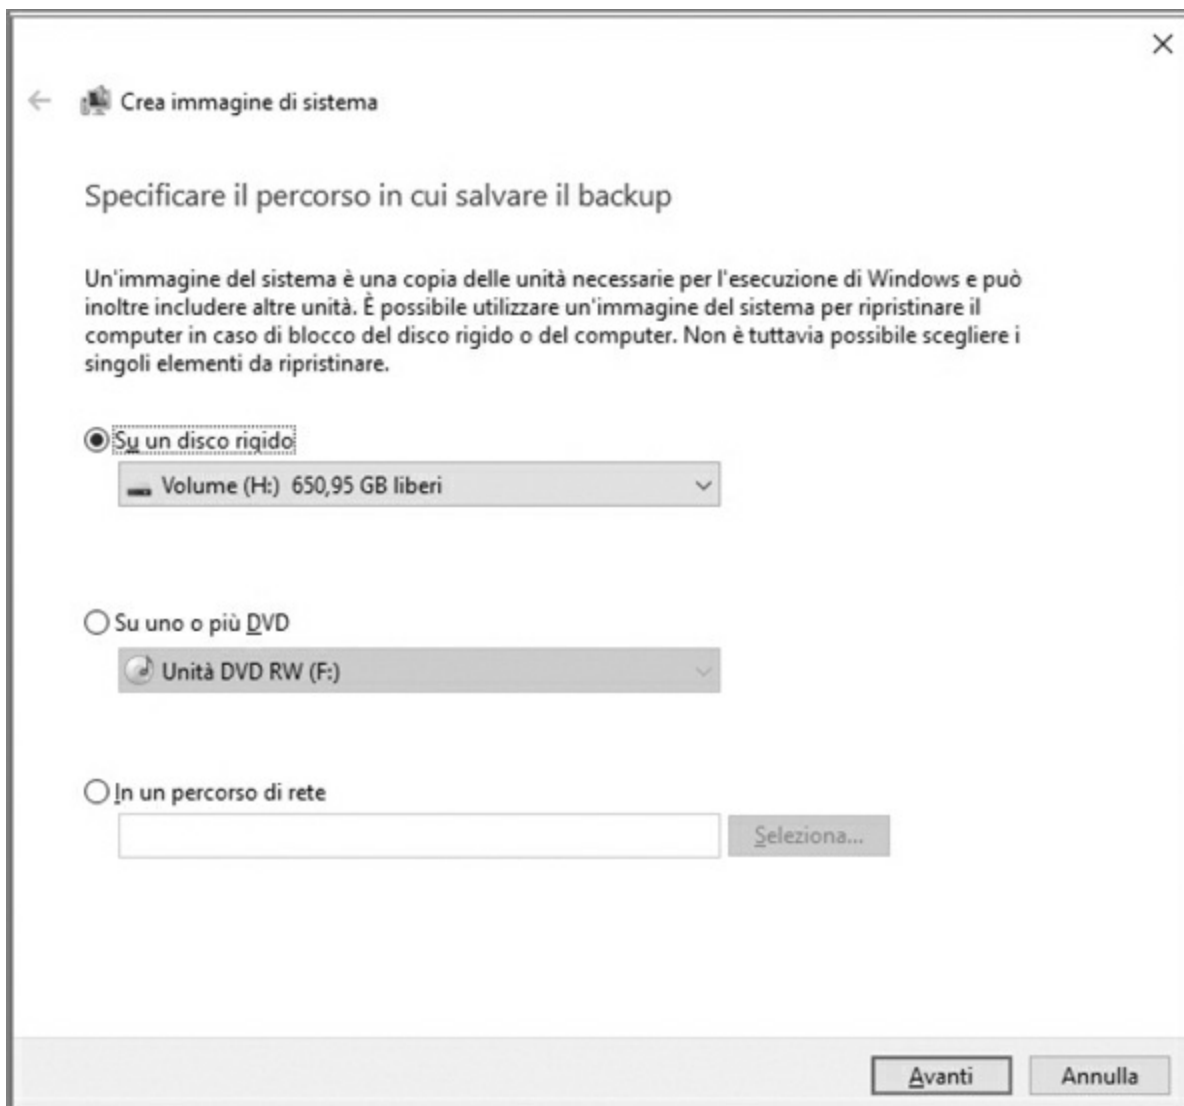 Crea immagine di sistema
Specificare il percorso in cui salvare il backup
Un'immagine del sistema è una copia delle unità necessarie per l'esecuzione di Windows e può
inoltre includere altre unità. È possibile utilizzare un'immagine del sistema per ripristinare il
computer in caso di blocco del disco rigido o del computer. Non è tuttavia possibile scegliere i
singoli elementi da ripristinare.
Su un disco rigido
Volume (H:) 650,95 GB liberi
Su uno o più DVD
Unità DVD RW (F:)
In un percorso di rete
Seleziona...
Avanti
Annulla